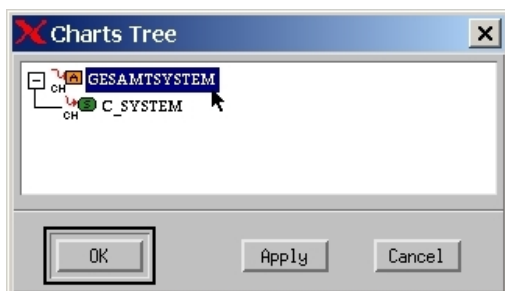 Charts Tree
A GESAMTSYSTEM
CH
S C_SYSTEM
CH
OK Apply Cancel